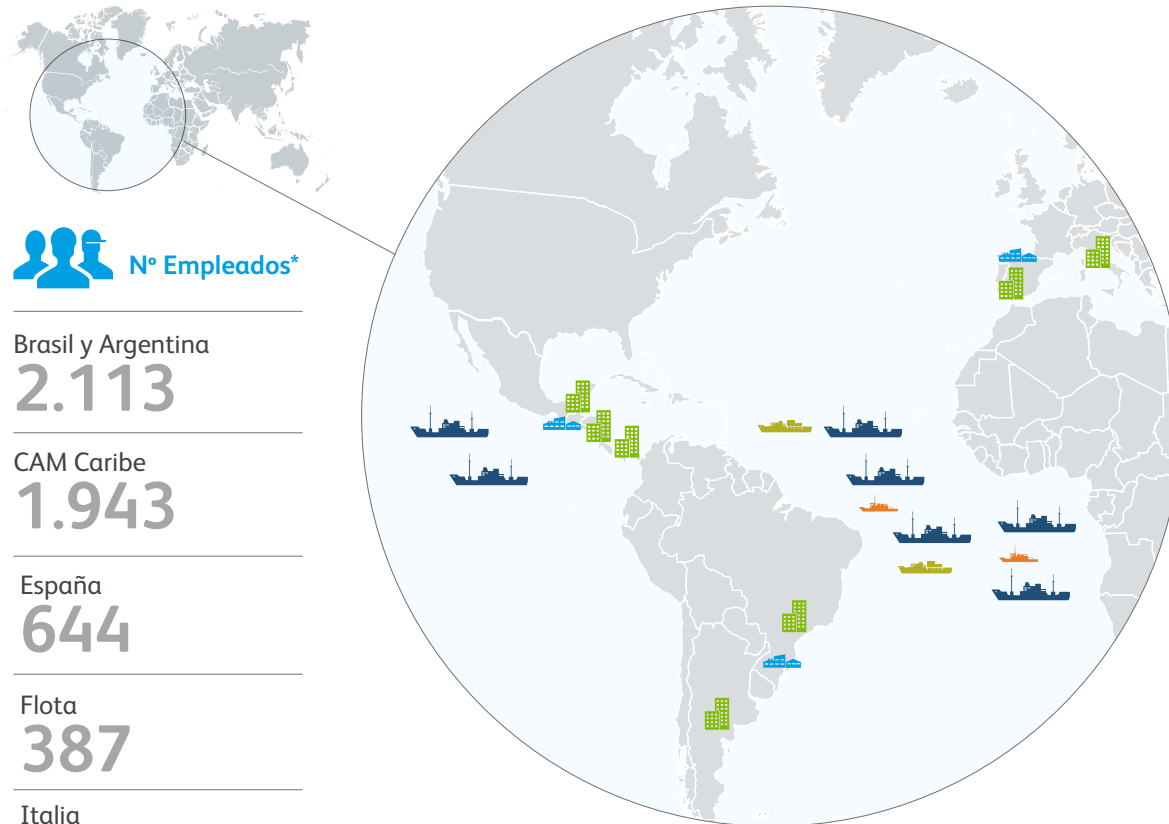 Nº Empleados*
Brasil y Argentina
2.113
CAM Caribe
1.943
España
644
Flota
387
Italia